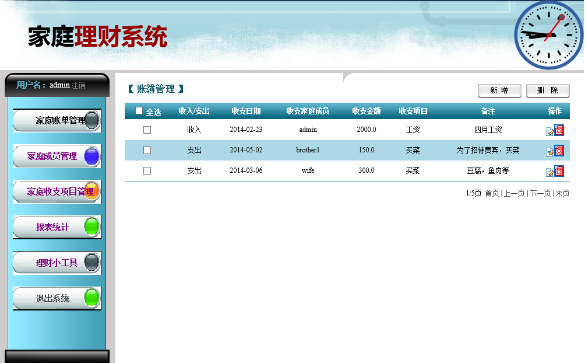 家庭理财系统
用户名：admin 注销
家庭账单管理
家庭成员管理
家庭收支项目管理
报表统计
理财小工具
退出系统
【 账簿管理 】
新 增 删 除
全选 收入/支出 收支日期 收支家庭成员 收支金额 收支项目 备注 操作
收入 2014-02-23 admin 2000.0 工资 四月工资
支出 2014-05-02 brother1 150.0 买菜 为了招待贵宾，买菜
支出 2014-03-06 wife 300.0 买菜 豆腐，鱼肉等
1/5页 首页 | 上一页 | 下一页 | 末页